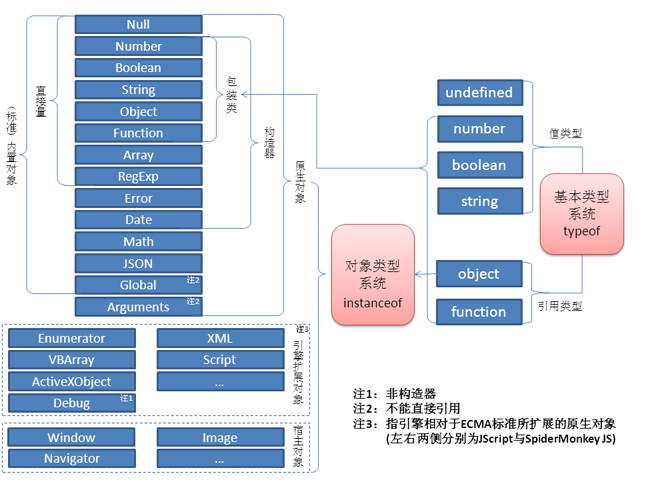 Null
Number
Boolean
String
Object
Function
Array
RegExp
Error
Date
Math
JSON
Global 注2
Arguments 注2
（标准）内置对象
直接量
包装类
构造器
原生对象
Enumerator
VBArray
ActiveXObject
Debug 注1
XML
Script
...
注3
引擎扩展对象
Window
Navigator
Image
...
宿主对象
对象类型
系统
instanceof
undefined
number
boolean
string
object
function
值类型
基本类型
系统
typeof
引用类型
注1：非构造器
注2：不能直接引用
注3：指引擎相对于ECMA标准所扩展的原生对象
(左右两侧分别为JScript与SpiderMonkey JS)